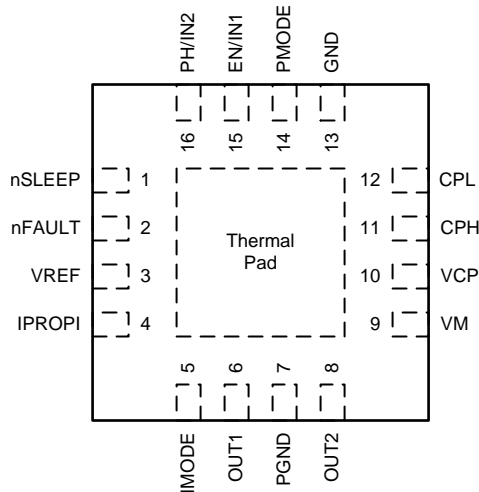 PH/IN2
EN/IN1
PMODE
GND
16
15
14
13
nSLEEP 1
12 CPL
nFAULT 2
11 CPH
Thermal
Pad
VREF 3
10 VCP
IPROPI 4
9 VM
5
6
7
8
IMODE
OUT1
PGND
OUT2